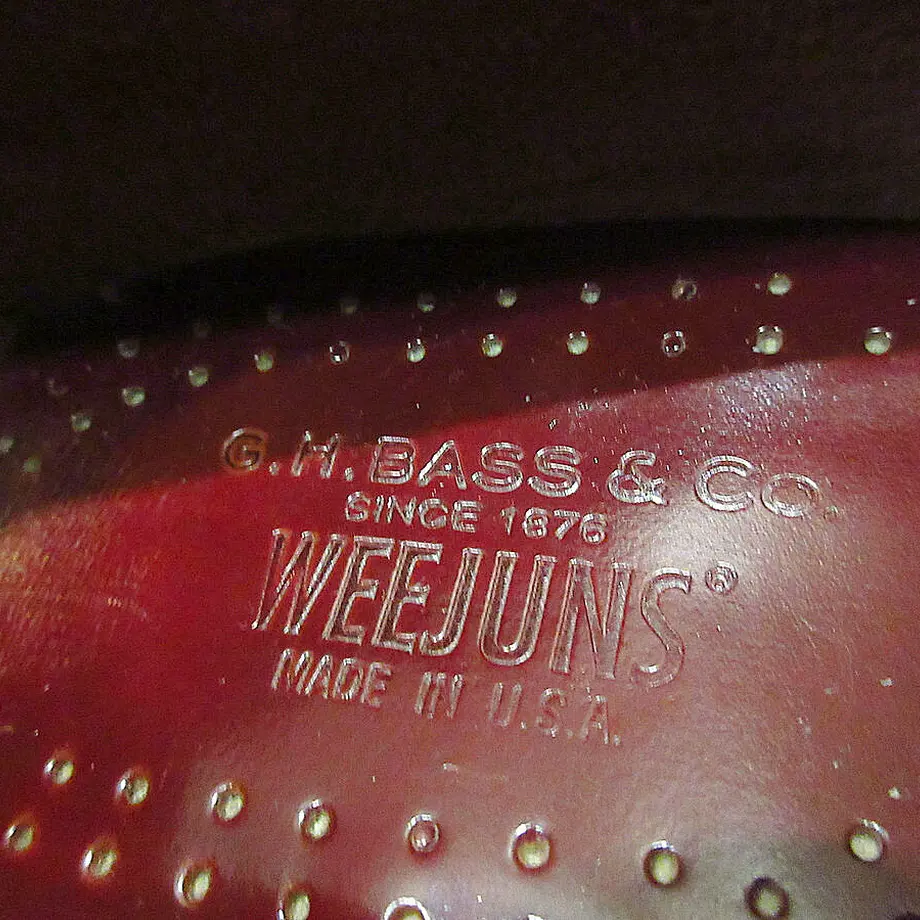 G.H. BASS & Co.
SINCE 1876
WEEJUNS®
MADE IN U.S.A.